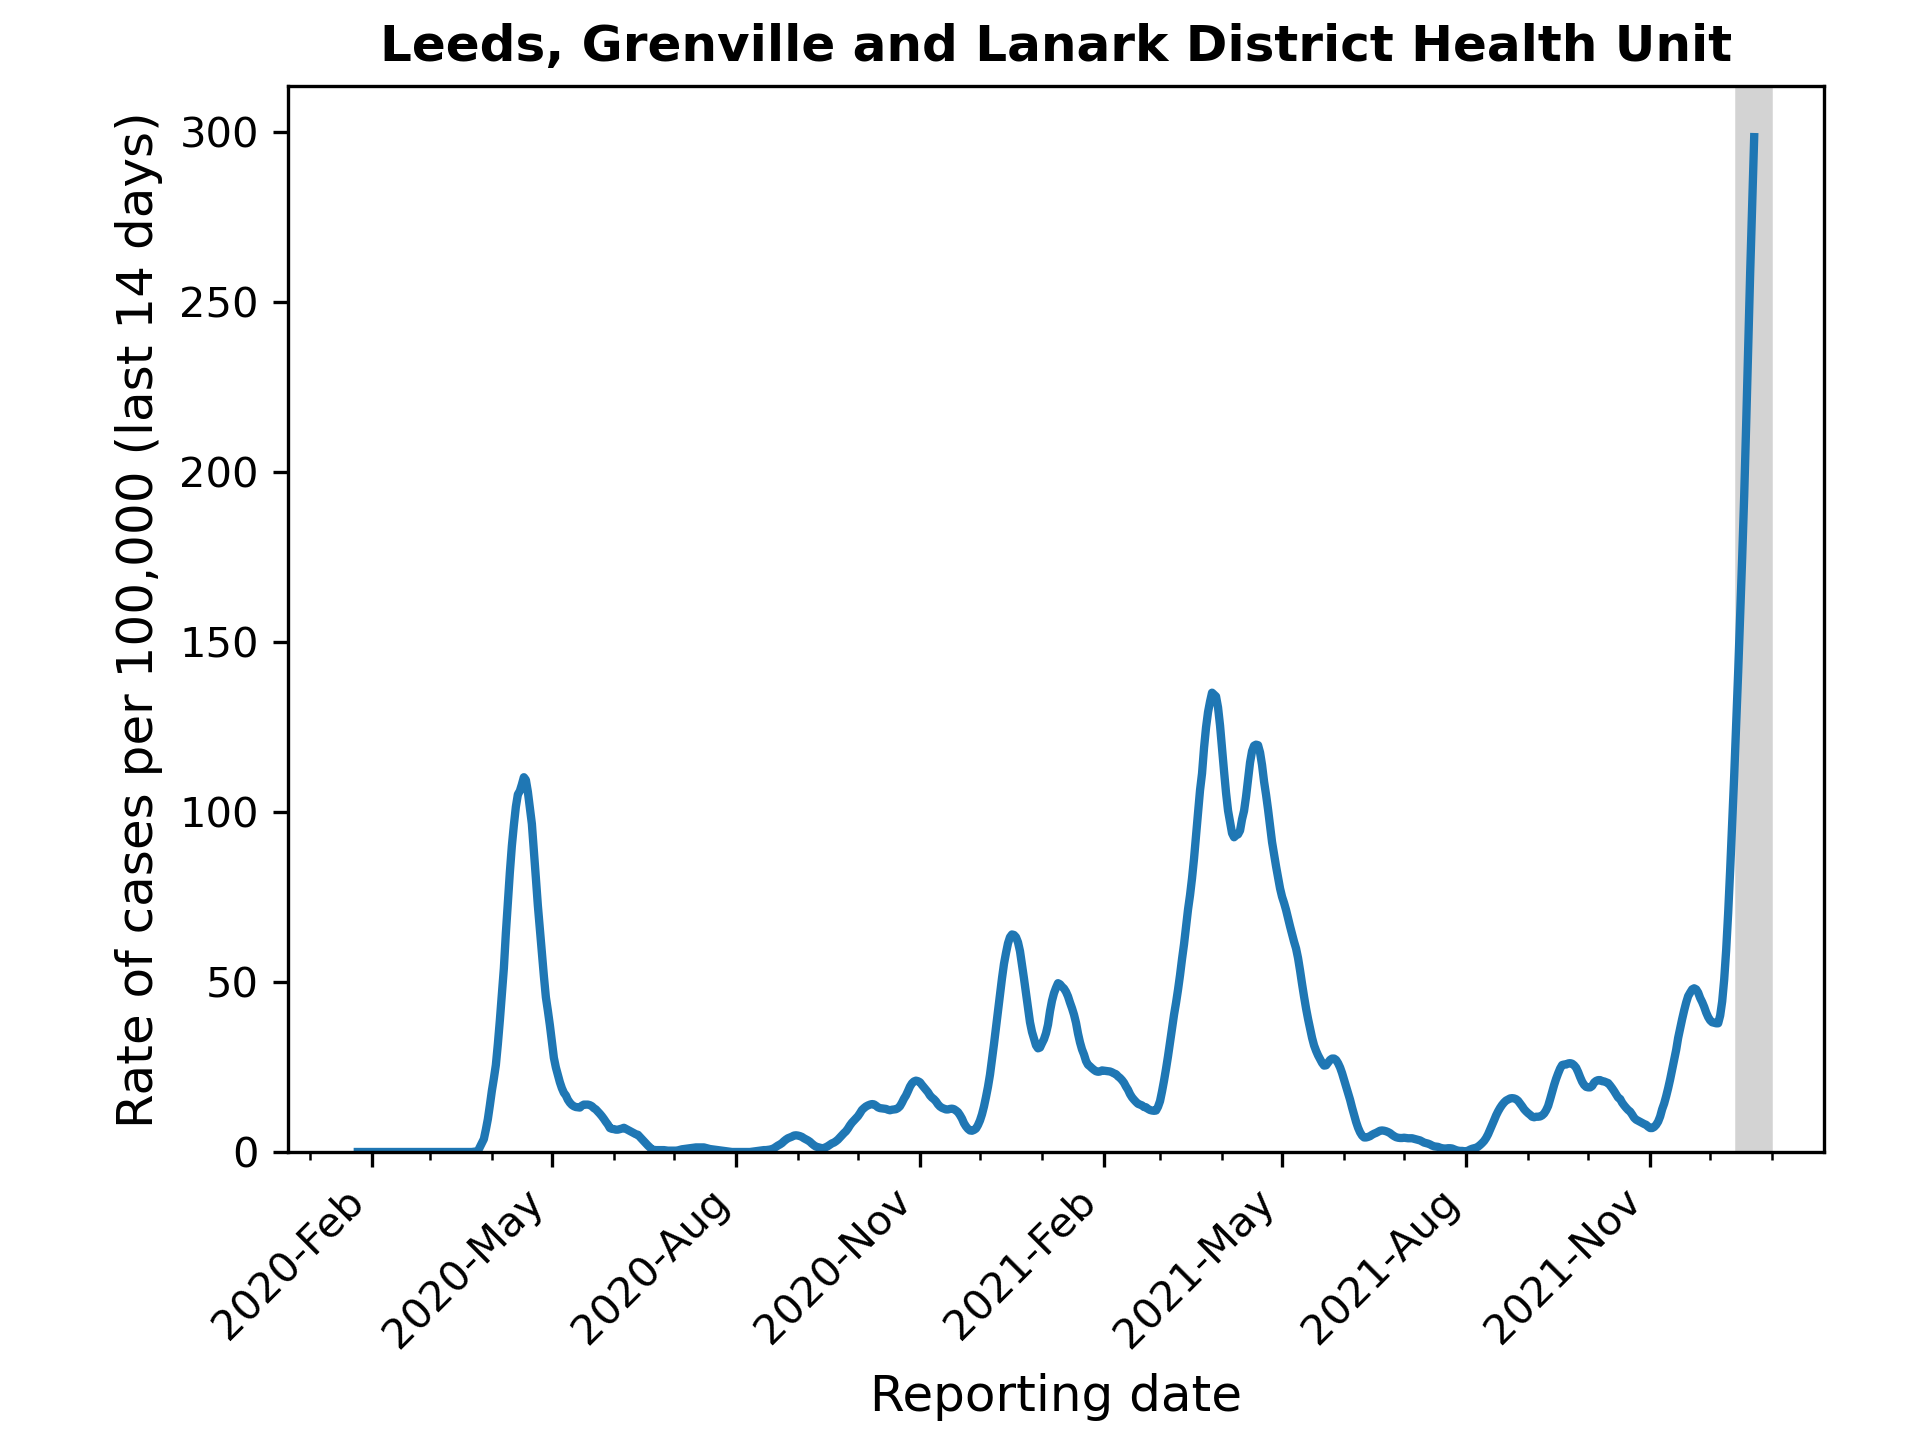 Leeds, Grenville and Lanark District Health Unit
Rate of cases per 100,000 (last 14 days)
300
250
200
150
100
50
0
2020-Feb
2020-May
2020-Aug
2020-Nov
2021-Feb
2021-May
2021-Aug
2021-Nov
Reporting date